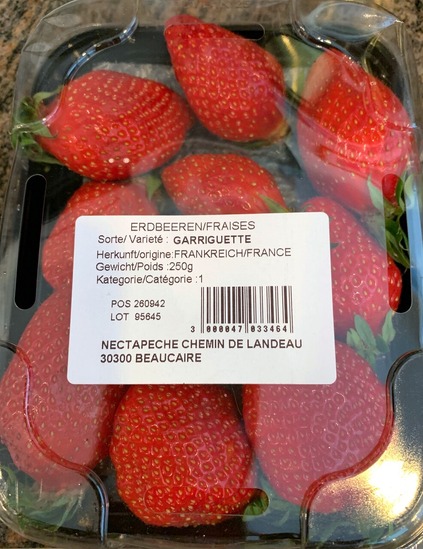 ERDBEEREN/FRAISES
Sorte/ Varieté : GARRIGUETTE
Herkunft/origine:FRANKREICH/FRANCE
Gewicht/Poids :250g
Kategorie/Catégorie :1
POS 260942
LOT 95645
3 000047 033464
NECTAPECHE CHEMIN DE LANDEAU
30300 BEAUCAIRE